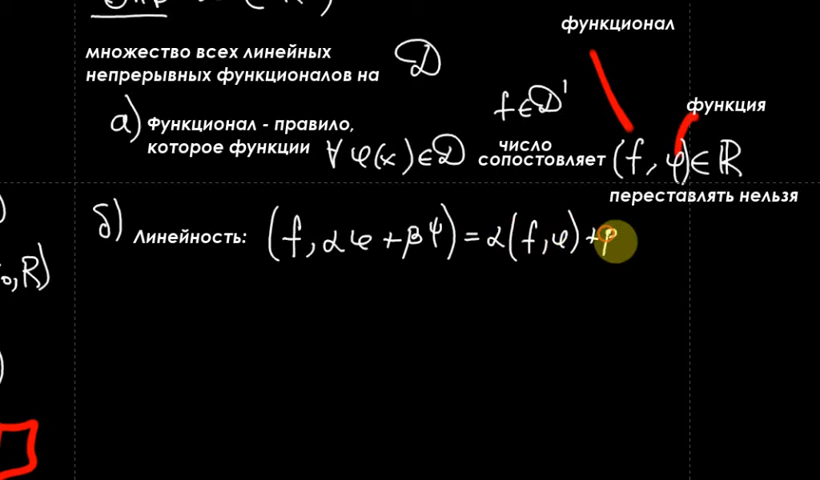 функционал
множество всех линейных
непрерывных функционалов на 𝒟
f ∈ 𝒟'
функция
а) Функционал - правило,
которое функции ∀ φ(x) ∈ 𝒟 число
сопостовляет (f, φ) ∈ ℝ
переставлять нельзя
б) Линейность: (f, αφ + βψ) = α(f, φ) + β
, R)